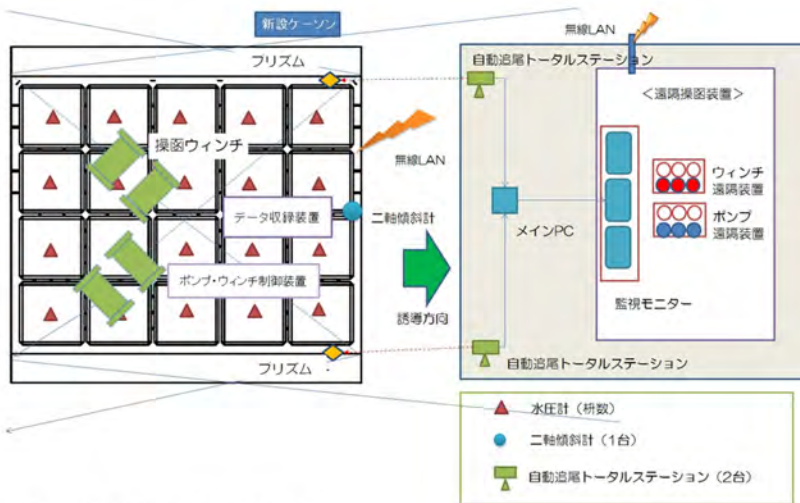 新設ケーソン
プリズム
操函ウィンチ
無線LAN
データ収録装置
二軸傾斜計
ポンプ・ウィンチ制御装置
誘導方向
プリズム
無線LAN
自動追尾トータルステーション
<遠隔操函装置>
ウィンチ
遠隔装置
ポンプ
遠隔装置
メインPC
監視モニター
自動追尾トータルステーション
水圧計（枡数）
二軸傾斜計（1台）
自動追尾トータルステーション（2台）